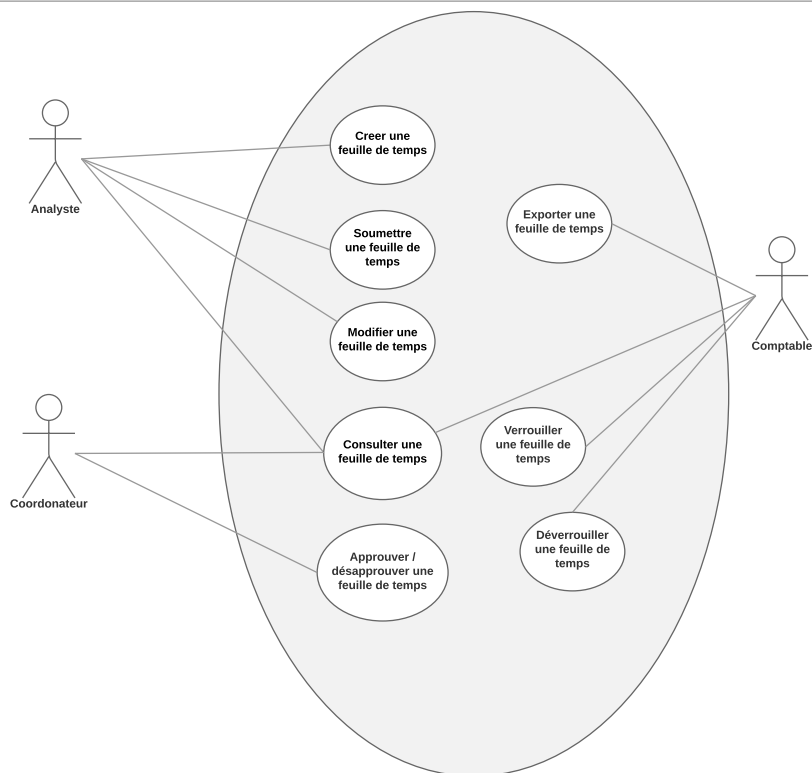 Creer une
feuille de temps
Analyste
Soumettre
une feuille de
temps
Exporter une
feuille de temps
Modifier une
feuille de temps
Comptable
Consulter une
feuille de temps
Verrouiller
une feuille de
temps
Coordonateur
Approuver /
désapprouver une
feuille de temps
Déverrouiller
une feuille de
temps